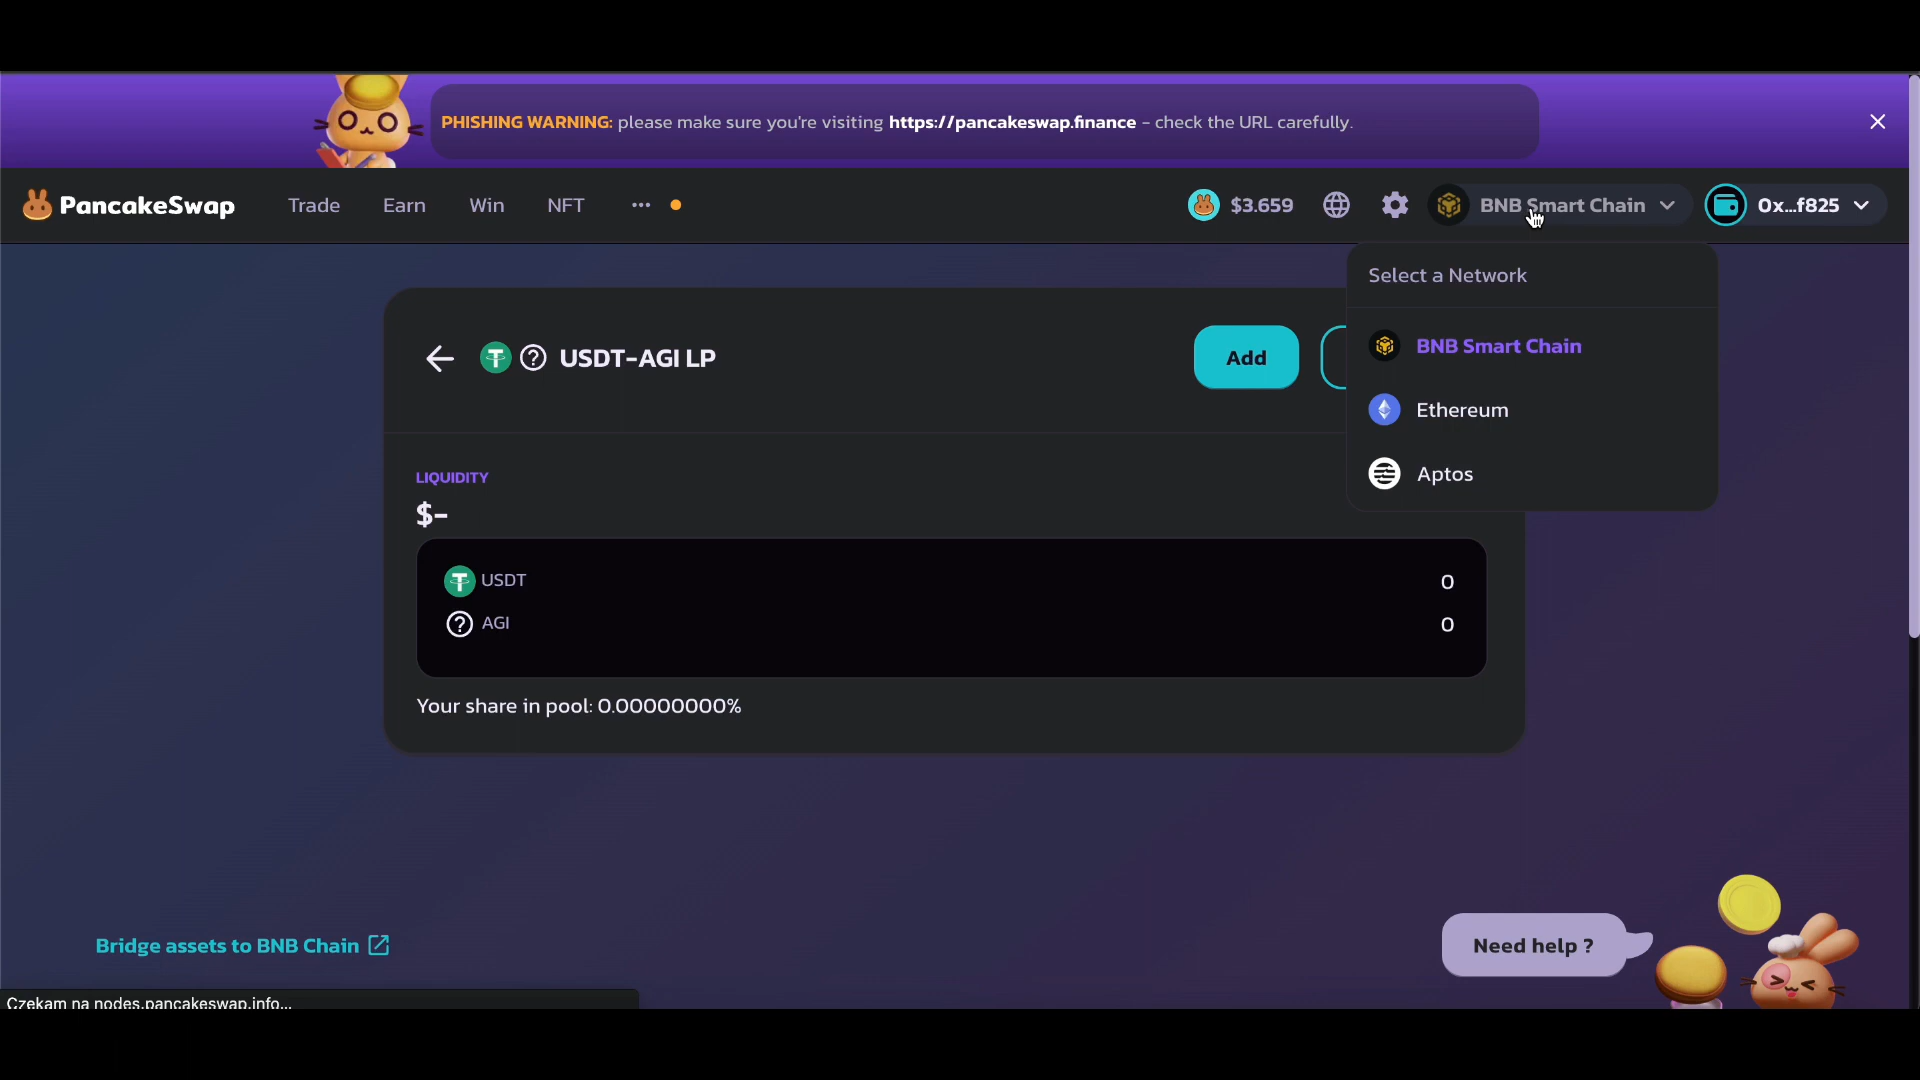 PHISHING WARNING: please make sure you're visiting https://pancakeswap.finance - check the URL carefully.
PancakeSwap Trade Earn Win NFT ... $3.659 BNB Smart Chain 0x...f825
Select a Network
BNB Smart Chain
Ethereum
Aptos
USDT-AGI LP
Add
LIQUIDITY
$-
USDT 0
AGI 0
Your share in pool: 0.00000000%
Bridge assets to BNB Chain
Need help ?
Czekam na nodes.pancakeswap.info...